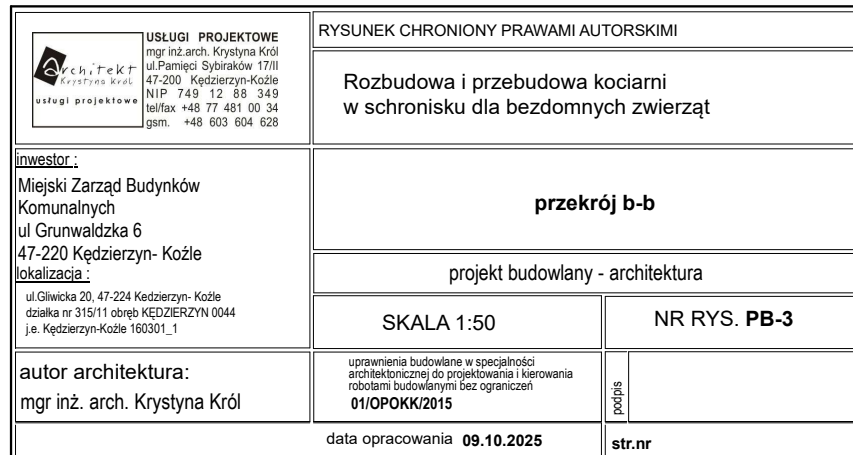 Architekt
Krystyna Król
usługi projektowe
USŁUGI PROJEKTOWE
mgr inż.arch. Krystyna Król
ul.Pamięci Sybiraków 17/II
47-200 Kędzierzyn-Koźle
NIP 749 12 88 349
tel/fax +48 77 481 00 34
gsm. +48 603 604 628
RYSUNEK CHRONIONY PRAWAMI AUTORSKIMI
Rozbudowa i przebudowa kociarni
w schronisku dla bezdomnych zwierząt
inwestor :
Miejski Zarząd Budynków
Komunalnych
ul Grunwaldzka 6
47-220 Kędzierzyn- Koźle
lokalizacja :
ul.Gliwicka 20, 47-224 Kedzierzyn- Koźle
działka nr 315/11 obręb KĘDZIERZYN 0044
j.e. Kędzierzyn-Koźle 160301_1
przekrój b-b
projekt budowlany - architektura
SKALA 1:50
NR RYS. PB-3
autor architektura:
mgr inż. arch. Krystyna Król
uprawnienia budowlane w specjalności
architektonicznej do projektowania i kierowania
robotami budowlanymi bez ograniczeń
01/OPOKK/2015
podpis
data opracowania 09.10.2025
str.nr